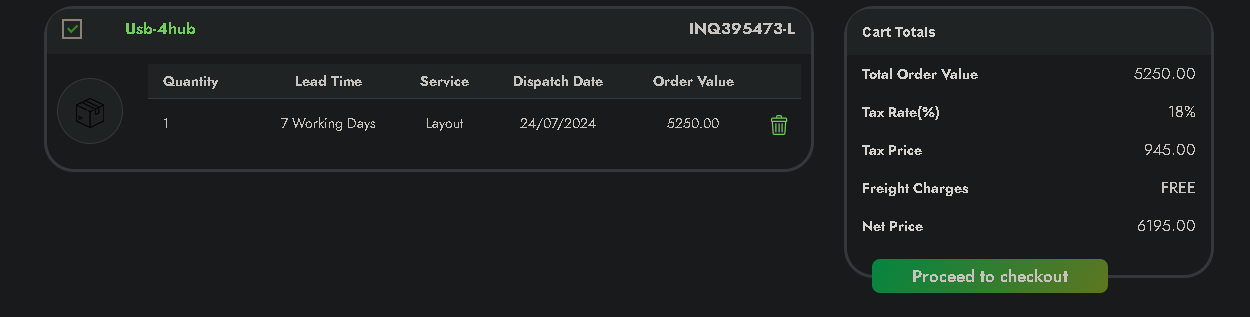 Usb-4hub INQ395473-L
Quantity Lead Time Service Dispatch Date Order Value
1 7 Working Days Layout 24/07/2024 5250.00
Cart Totals
Total Order Value 5250.00
Tax Rate(%) 18%
Tax Price 945.00
Freight Charges FREE
Net Price 6195.00
Proceed to checkout